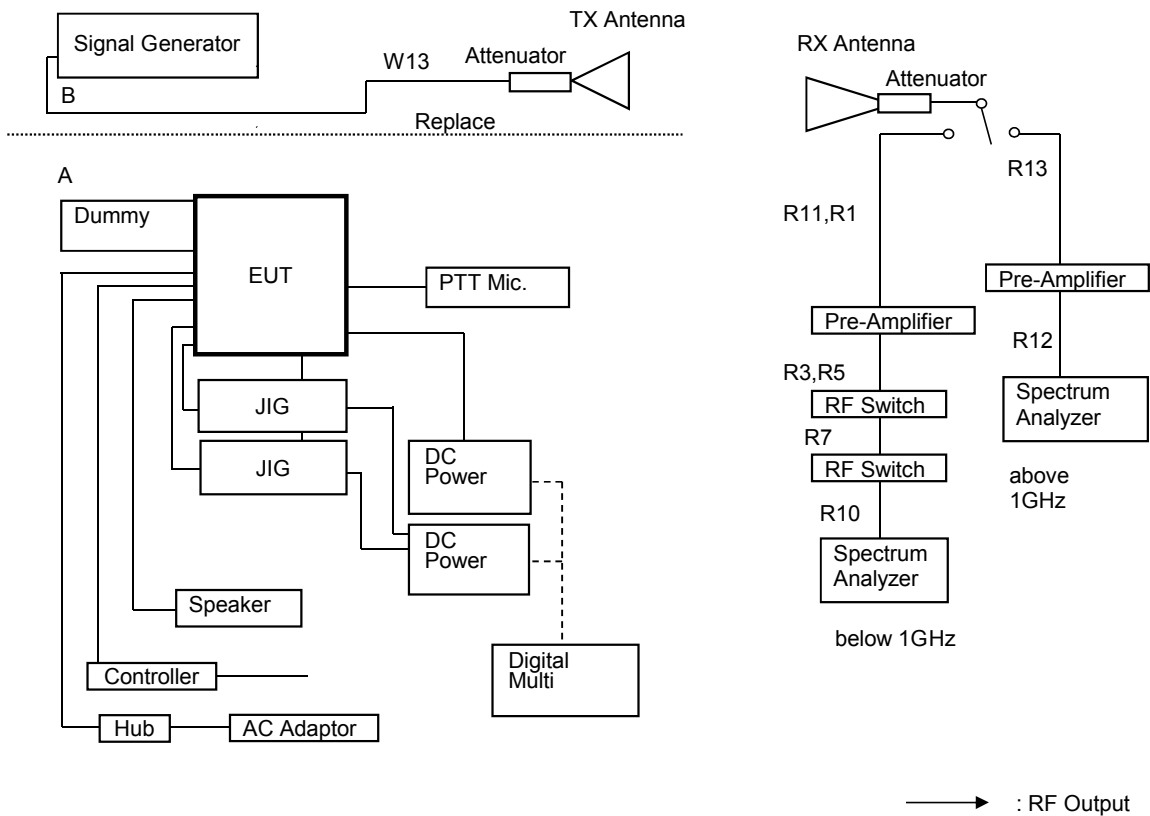 TX Antenna
Signal Generator
Attenuator
W13
B
Replace
A
Dummy
EUT
PTT Mic.
JIG
JIG
DC
Power
DC
Power
Speaker
Digital
Multi
Controller
Hub
AC Adaptor
RX Antenna
Attenuator
R13
R11,R1
Pre-Amplifier
Pre-Amplifier
R12
R3,R5
RF Switch
Spectrum
Analyzer
R7
RF Switch
above
1GHz
R10
Spectrum
Analyzer
below 1GHz
: RF Output